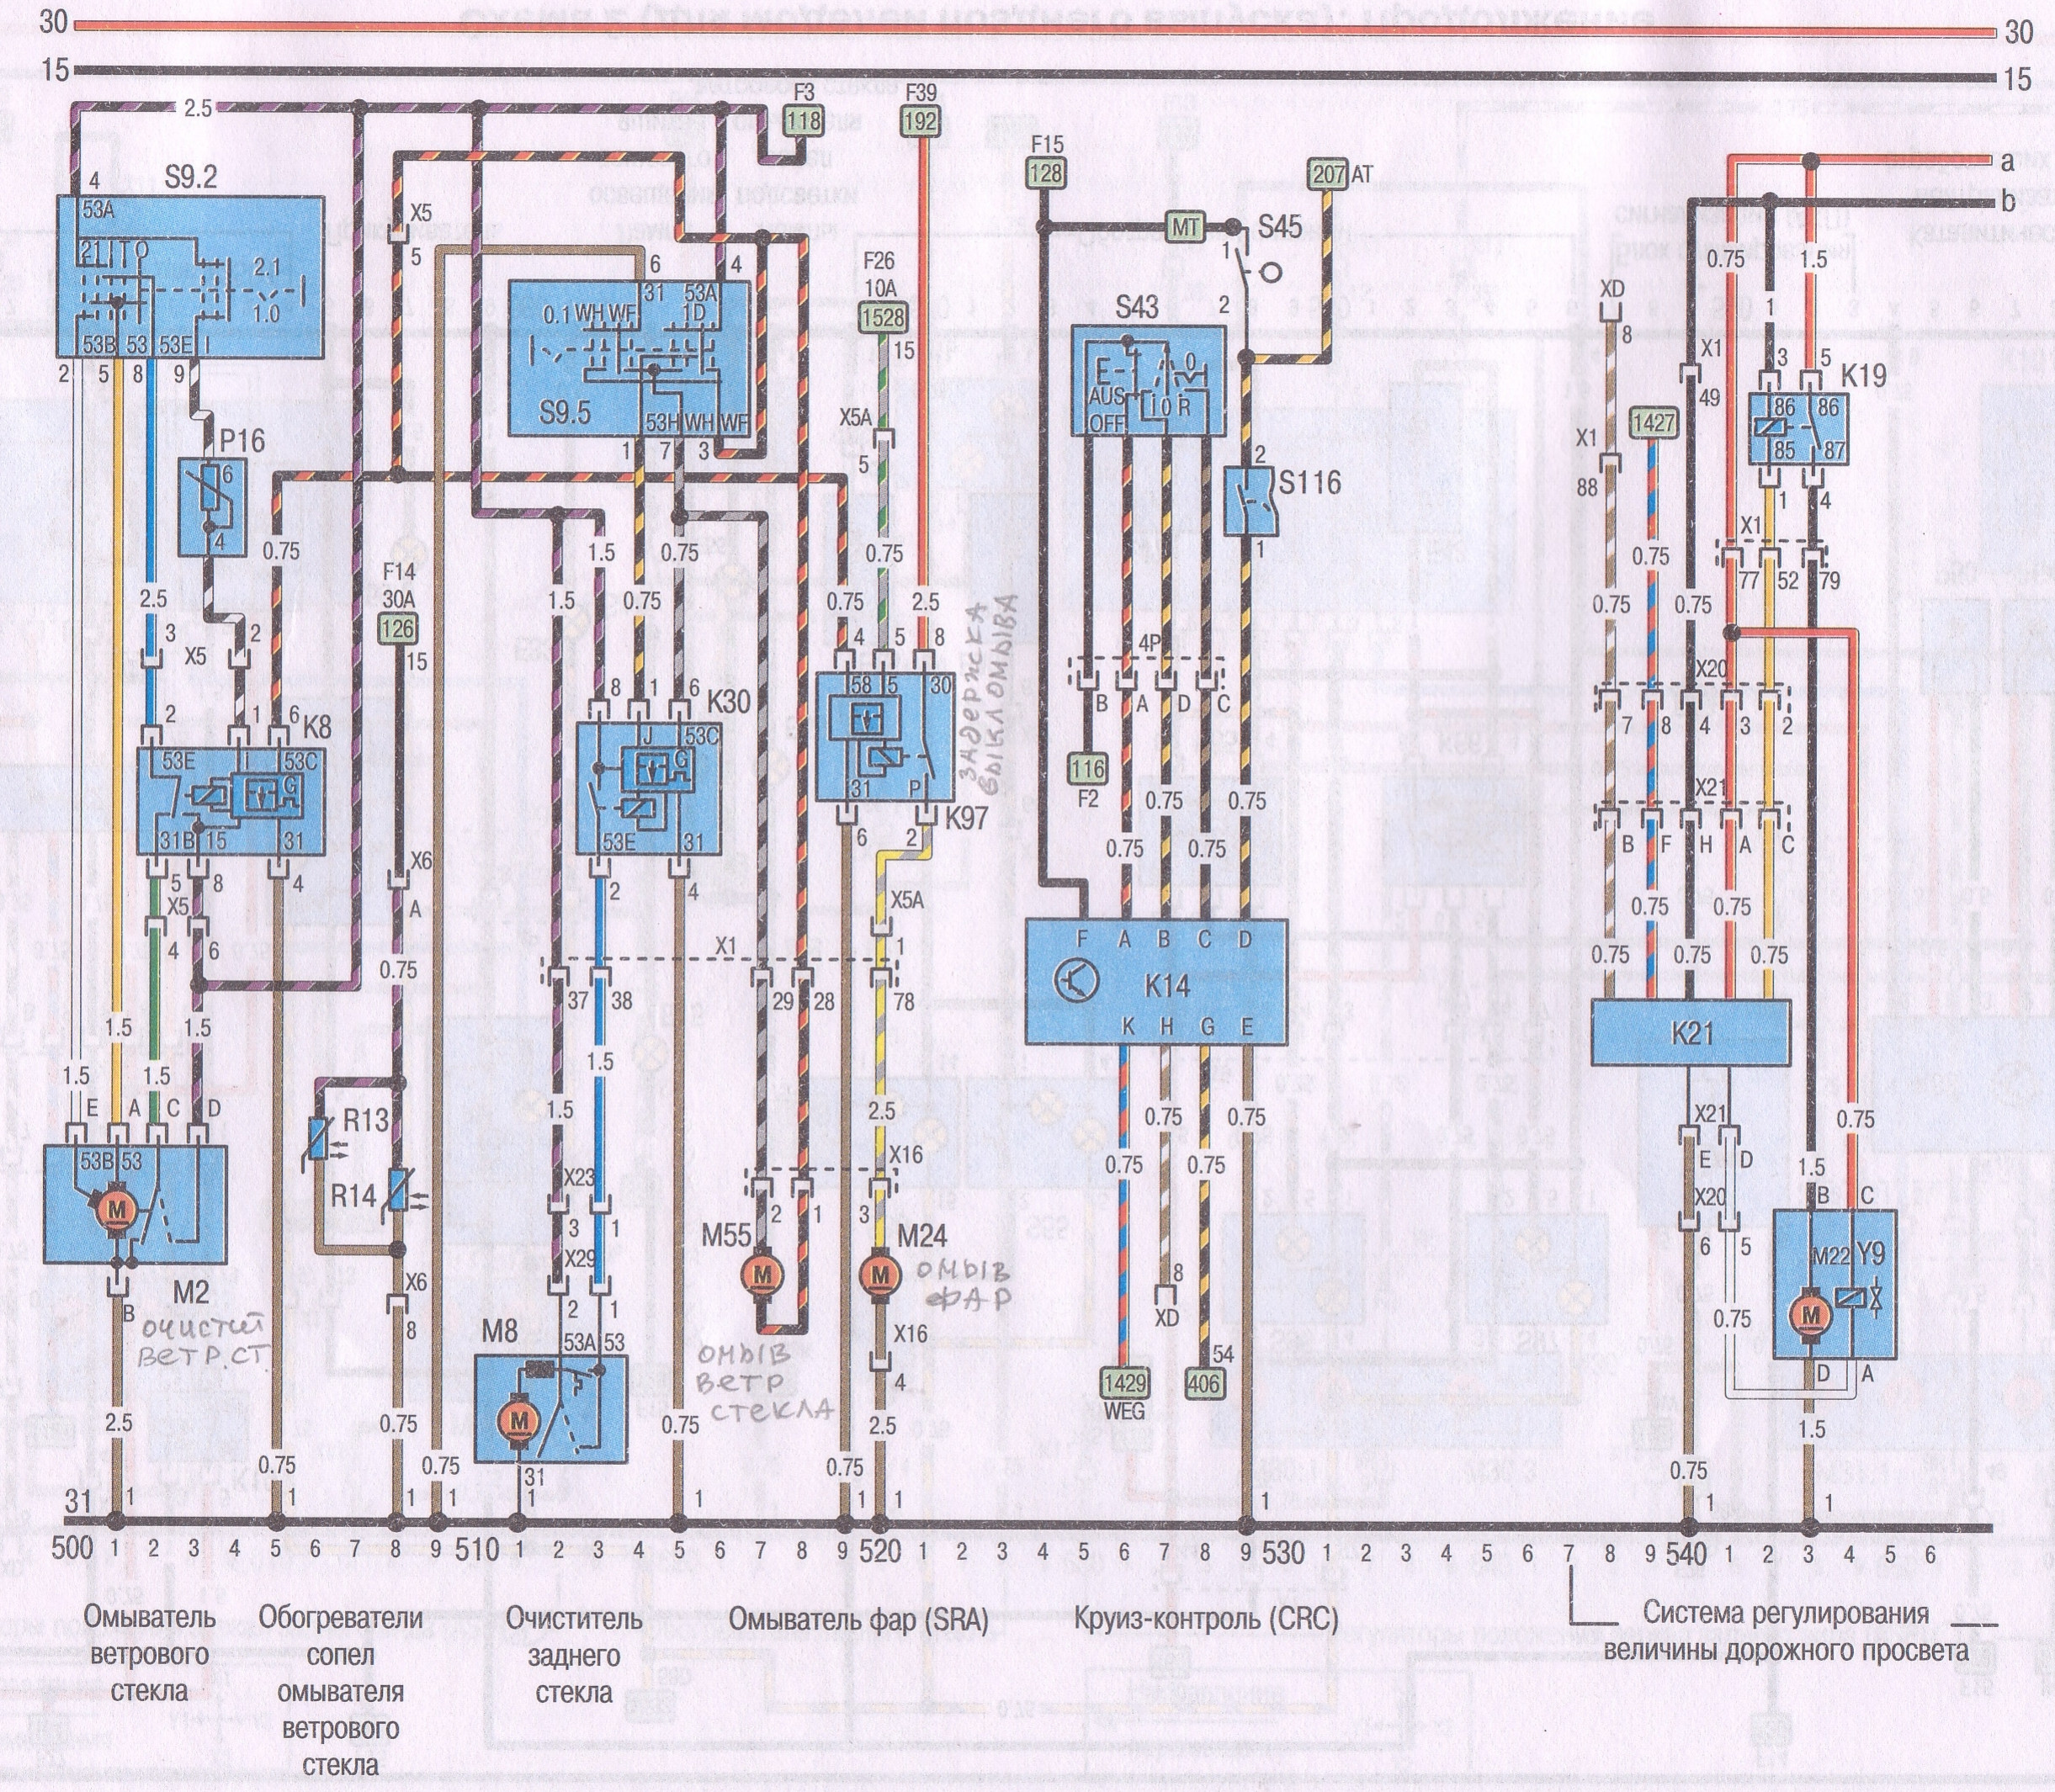 30 30
15 15
2.5 F3 F39
118 192
F15 a
128 207 AT
4 S9.2 b
53A X5 MT S45
5 1
21 I T O 6 4 F26 0.75 1.5
2.1 31 53A 10A XD
1.0 0.1 WH WF 1D 1528 S43 2 8 1
53B 53 53E I 15 E O X1 3 5 K19
2 5 8 9 S9.5 AUS I 0 R 49 86 86
53H WH WF X5A OFF 1427 85 87
P16 1 7 3 5 2 X1 1 4
6 S116 88 X1
4 0.75 1.5 0.75 0.75 1 0.75 77 52 79
F14
30A
2.5 126 1.5 0.75 0.75 2.5 0.75 0.75
3 X5 2 15 4 5 8 4P X20
2 1 6 K8 8 1 6 K30 58 5 30 B A D C 7 8 4 3 2
53E I 53C J 53C ЗАДЕРЖКА
G G ВЫКЛ ОМЫВА 116 X21
31 P F2 0.75 0.75
31B 15 31 53E 31 K97 0.75 0.75 B F H A C
5 8 4 X6 2 4 6 2
X5 A X5A 0.75 0.75
4 6 X1 1 F A B C D 0.75 0.75 0.75
0.75 37 38 29 28 78 K14
1.5 1.5 K H G E K21
1.5 1.5 1.5
E A C D R13 1.5 2.5 0.75 0.75 X21 0.75
53B 53 X23 X16 0.75 0.75 E D 1.5
M R14 3 1 2 1 3 X20 B C
X29 M55 M24 6 5 M22 Y9
M2 X6 2 1 M M ОМЫВ 8
B ФАР XD 0.75 M
ОЧИСТИТ 8 M8 53A 53 X16
ВЕТР.СТ ОМЫВ 54
ВЕТР 4 1429 406 D A
СТЕКЛА WEG
2.5 0.75 M 0.75 2.5 1.5
0.75 0.75 31 0.75 0.75
31 1 1 1 1 1 1 1 1 1 1 1
500 1 2 3 4 5 6 7 8 9 510 1 2 3 4 5 6 7 8 9 520 1 2 3 4 5 6 7 8 9 530 1 2 3 4 5 6 7 8 9 540 1 2 3 4 5 6
Омыватель
ветрового
стекла
Обогреватели
сопел
омывателя
ветрового
стекла
Очиститель
заднего
стекла
Омыватель фар (SRA)
Круиз-контроль (CRC)
Система регулирования
величины дорожного просвета